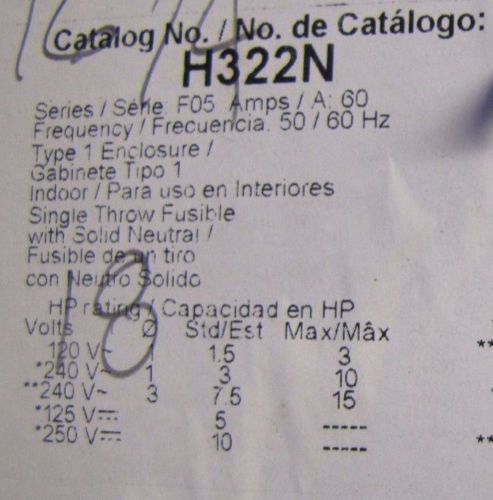 Catalog No. / No. de Catálogo:
H322N
Series / Série F05 Amps / A: 60
Frequency / Frecuencia. 50 / 60 Hz
Type 1 Enclosure /
Gabinete Tipo 1
Indoor / Para uso en Interiores
Single Throw Fusible
with Solid Neutral /
Fusible de un tiro
con Neutro Solido
HP rating / Capacidad en HP
Volts Ø Std/Est Max/Mâx
120 V~ 1 1.5 3 **
*240 V~ 1 3 10
**240 V~ 3 7.5 15
*125 V⎓ 5 -----
*250 V⎓ 10 ----- **